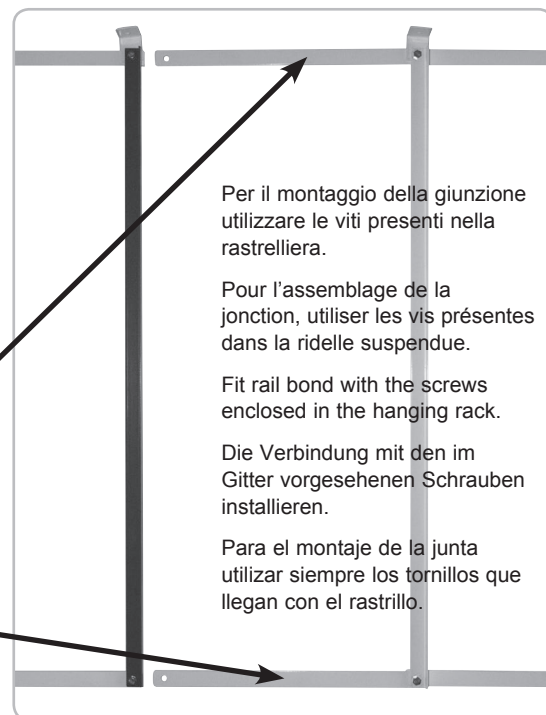 Per il montaggio della giunzione
utilizzare le viti presenti nella
rastrelliera.
Pour l’assemblage de la
jonction, utiliser les vis présentes
dans la ridelle suspendue.
Fit rail bond with the screws
enclosed in the hanging rack.
Die Verbindung mit den im
Gitter vorgesehenen Schrauben
installieren.
Para el montaje de la junta
utilizar siempre los tornillos que
llegan con el rastrillo.